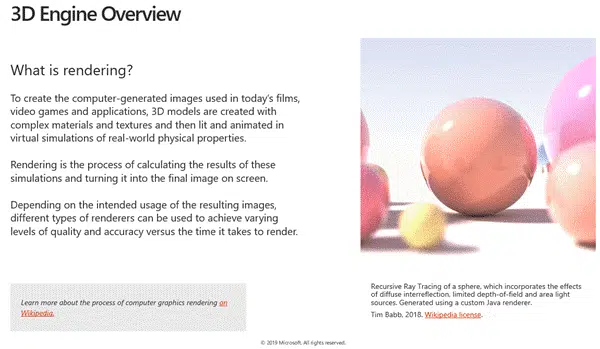 3D Engine Overview
What is rendering?
To create the computer-generated images used in today's films,
video games and applications, 3D models are created with
complex materials and textures and then lit and animated in
virtual simulations of real-world physical properties.
Rendering is the process of calculating the results of these
simulations and turning it into the final image on screen.
Depending on the intended usage of the resulting images,
different types of renderers can be used to achieve varying
levels of quality and accuracy versus the time it takes to render.
Learn more about the process of computer graphics rendering on
Wikipedia.
Recursive Ray Tracing of a sphere, which incorporates the effects
of diffuse interreflection, limited depth-of-field and area light
sources. Generated using a custom Java renderer.
Tim Babb, 2018. Wikipedia license.
© 2019 Microsoft. All rights reserved.